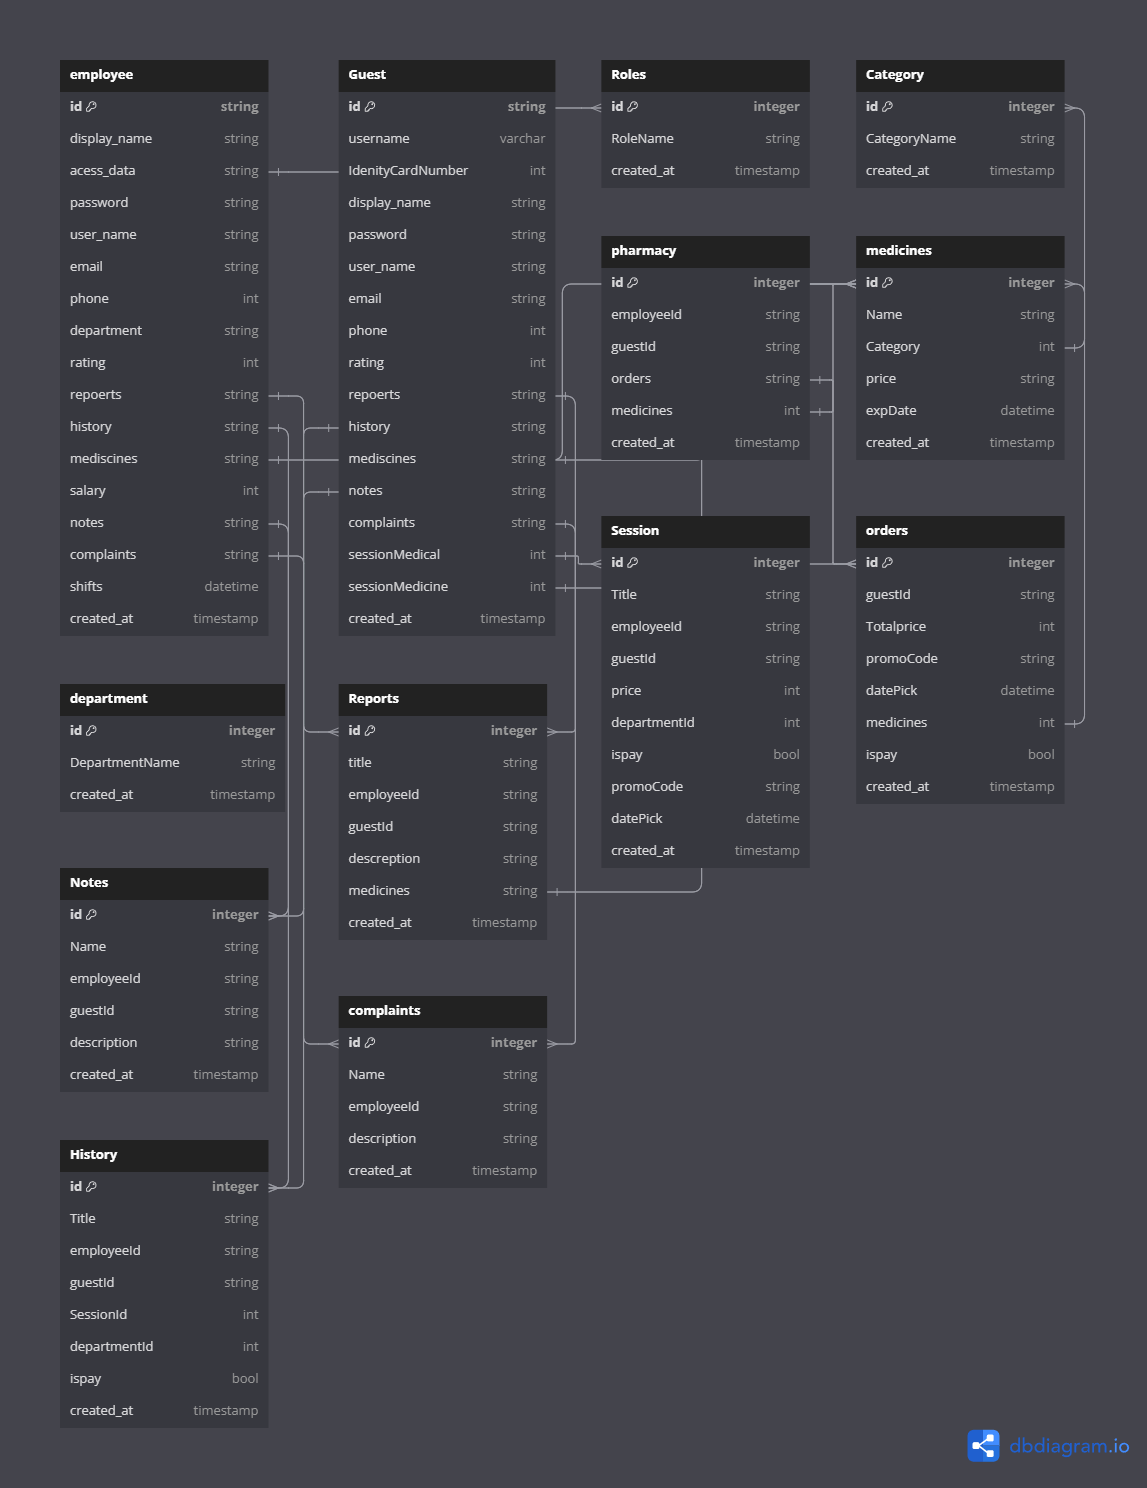 employee
id string
display_name string
acess_data string
password string
user_name string
email string
phone int
department string
rating int
repoerts string
history string
mediscines string
salary int
notes string
complaints string
shifts datetime
created_at timestamp
Guest
id string
username varchar
IdenityCardNumber int
display_name string
password string
user_name string
email string
phone int
rating int
repoerts string
history string
mediscines string
notes string
complaints string
sessionMedical int
sessionMedicine int
created_at timestamp
Roles
id integer
RoleName string
created_at timestamp
Category
id integer
CategoryName string
created_at timestamp
pharmacy
id integer
employeeId string
guestId string
orders string
medicines int
created_at timestamp
medicines
id integer
Name string
Category int
price string
expDate datetime
created_at timestamp
Session
id integer
Title string
employeeId string
guestId string
price int
departmentId int
ispay bool
promoCode string
datePick datetime
created_at timestamp
orders
id integer
guestId string
Totalprice int
promoCode string
datePick datetime
medicines int
ispay bool
created_at timestamp
department
id integer
DepartmentName string
created_at timestamp
Reports
id integer
title string
employeeId string
guestId string
descreption string
medicines string
created_at timestamp
Notes
id integer
Name string
employeeId string
guestId string
description string
created_at timestamp
complaints
id integer
Name string
employeeId string
description string
created_at timestamp
History
id integer
Title string
employeeId string
guestId string
SessionId int
departmentId int
ispay bool
created_at timestamp
dbdiagram.io